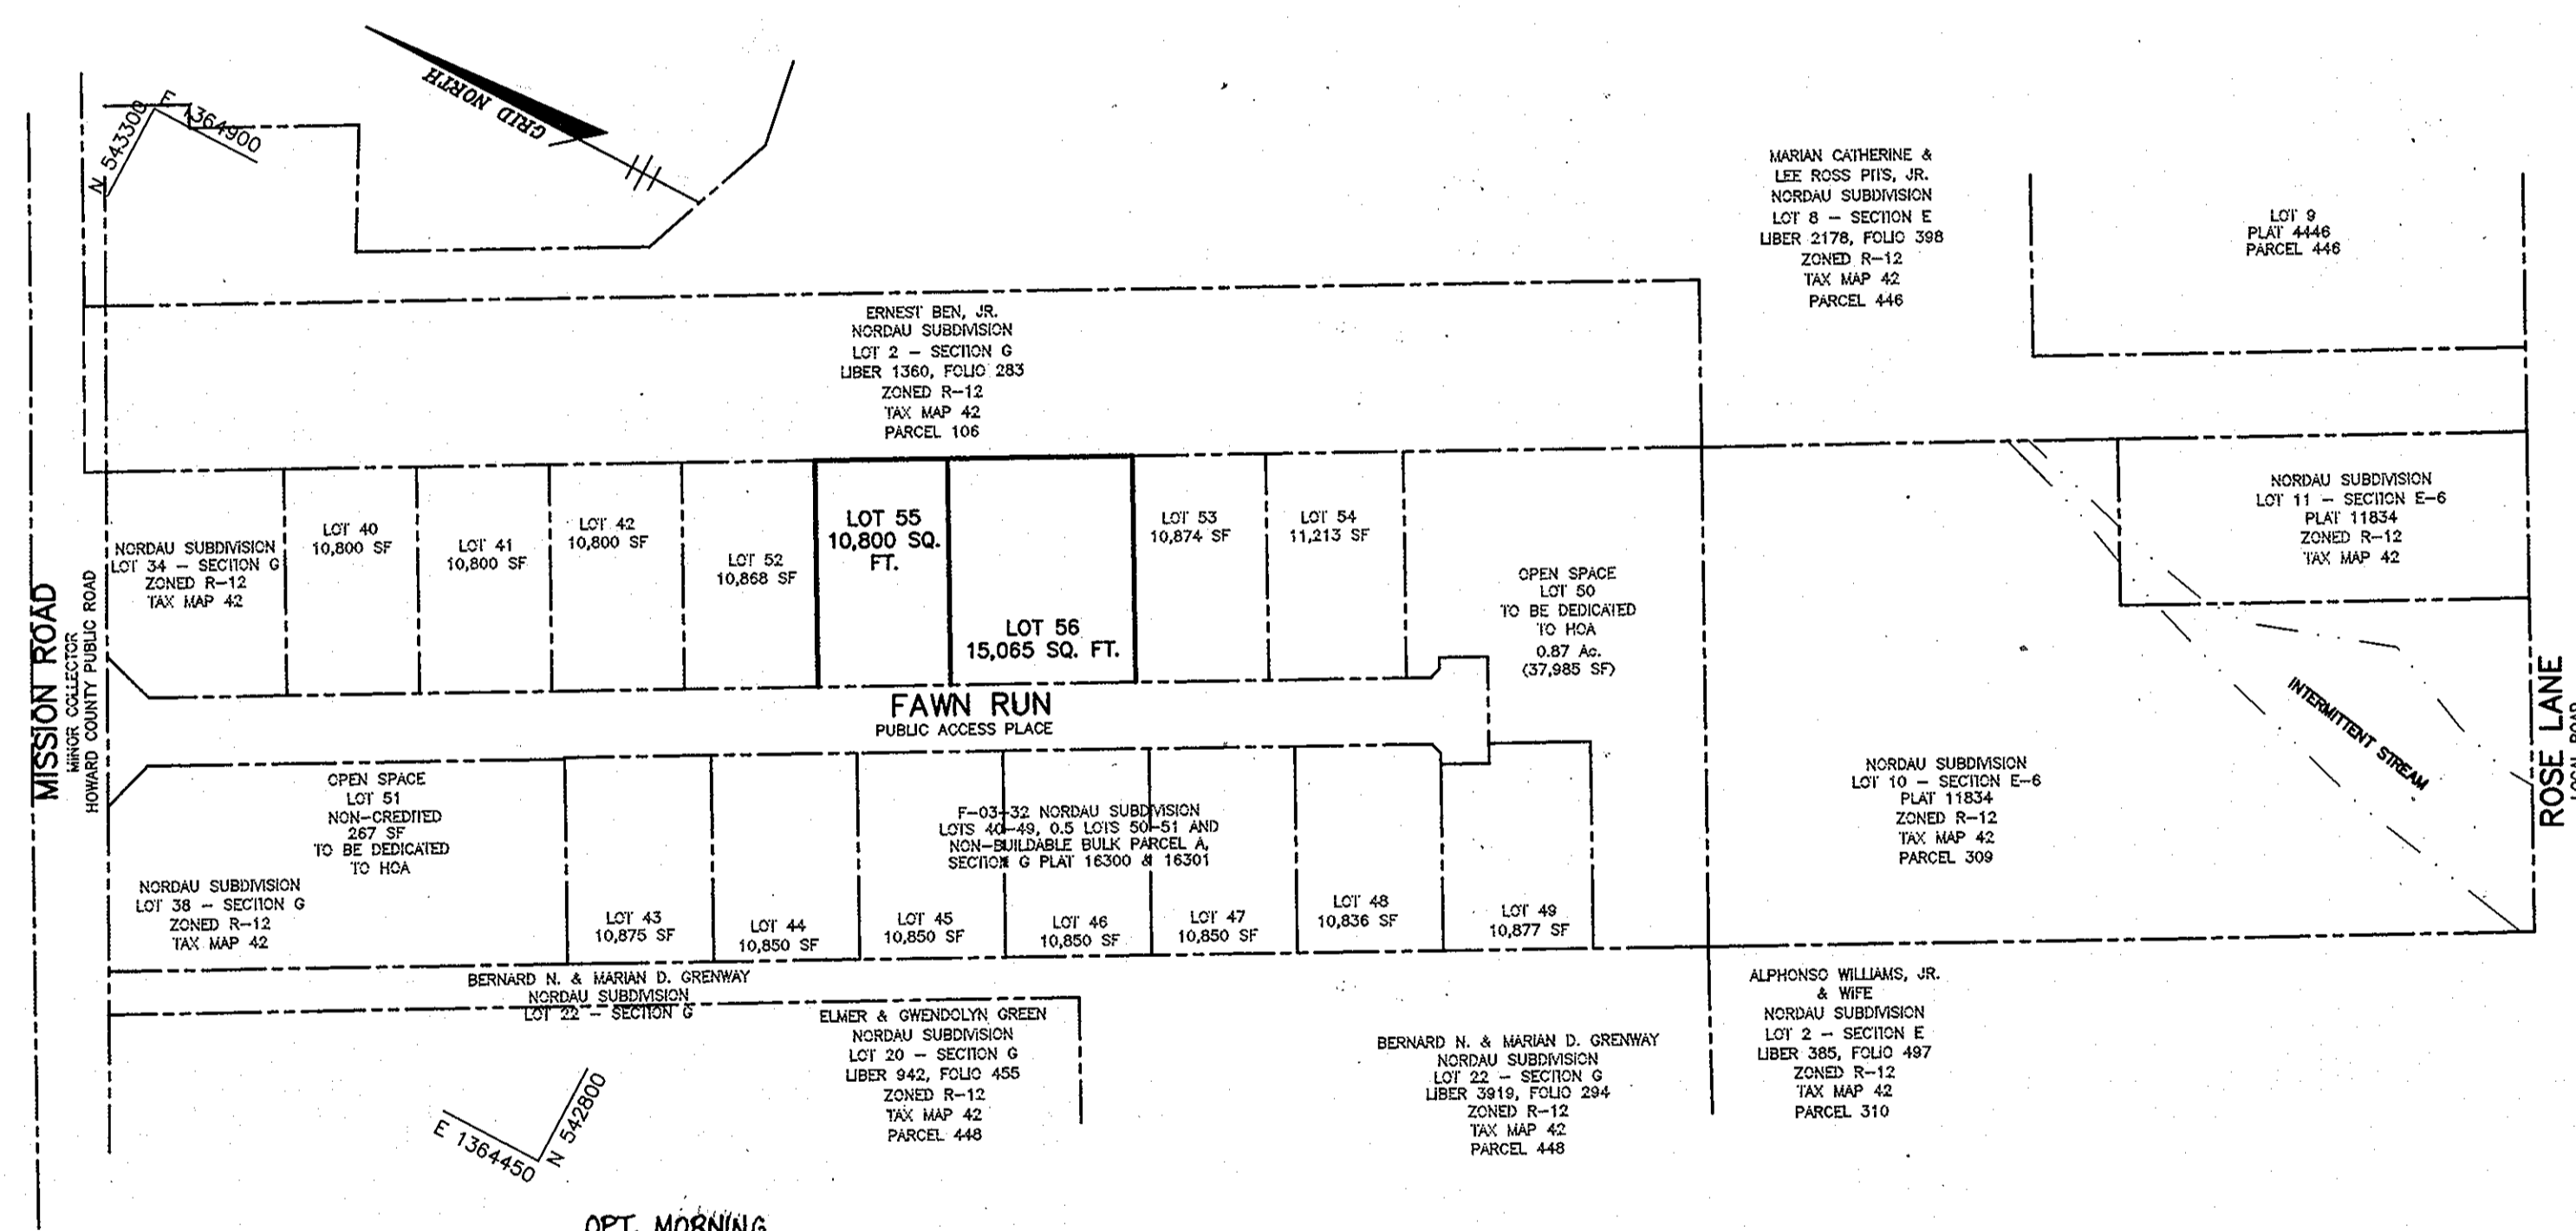 GRID NORTH
N 543300
E 1364900
MARIAN CATHERINE &
LEE ROSS PITS, JR.
NORDAU SUBDIVISION
LOT 8 - SECTION E
LIBER 2178, FOLIO 398
ZONED R-12
TAX MAP 42
PARCEL 446
LOT 9
PLAT 4446
PARCEL 446
ERNEST BEN, JR.
NORDAU SUBDIVISION
LOT 2 - SECTION G
LIBER 1360, FOLIO 283
ZONED R-12
TAX MAP 42
PARCEL 106
MISSION ROAD
MINOR COLLECTOR
HOWARD COUNTY PUBLIC ROAD
NORDAU SUBDIVISION
LOT 34 - SECTION G
ZONED R-12
TAX MAP 42
LOT 40
10,800 SF
LOT 41
10,800 SF
LOT 42
10,800 SF
LOT 52
10,868 SF
LOT 55
10,800 SQ.
FT.
LOT 56
15,065 SQ. FT.
LOT 53
10,874 SF
LOT 54
11,213 SF
OPEN SPACE
LOT 50
TO BE DEDICATED
TO HOA
0.87 Ac.
(37,985 SF)
NORDAU SUBDIVISION
LOT 11 - SECTION E-6
PLAT 11834
ZONED R-12
TAX MAP 42
FAWN RUN
PUBLIC ACCESS PLACE
INTERMITTENT STREAM
ROSE LANE
LOCAL ROAD
OPEN SPACE
LOT 51
NON-CREDITED
267 SF
TO BE DEDICATED
TO HOA
NORDAU SUBDIVISION
LOT 38 - SECTION G
ZONED R-12
TAX MAP 42
F-03-32 NORDAU SUBDIVISION
LOTS 40-49, 0.5 LOTS 50-51 AND
NON-BUILDABLE BULK PARCEL A,
SECTION G PLAT 16300 & 16301
LOT 43
10,875 SF
LOT 44
10,850 SF
LOT 45
10,850 SF
LOT 46
10,850 SF
LOT 47
10,850 SF
LOT 48
10,836 SF
LOT 49
10,877 SF
NORDAU SUBDIVISION
LOT 10 - SECTION E-6
PLAT 11834
ZONED R-12
TAX MAP 42
PARCEL 309
BERNARD N. & MARIAN D. GRENWAY
NORDAU SUBDIVISION
LOT 22 - SECTION G
ELMER & GWENDOLYN GREEN
NORDAU SUBDIVISION
LOT 20 - SECTION G
LIBER 942, FOLIO 455
ZONED R-12
TAX MAP 42
PARCEL 448
BERNARD N. & MARIAN D. GRENWAY
NORDAU SUBDIVISION
LOT 22 - SECTION G
LIBER 3919, FOLIO 294
ZONED R-12
TAX MAP 42
PARCEL 448
ALPHONSO WILLIAMS, JR.
& WIFE
NORDAU SUBDIVISION
LOT 2 - SECTION E
LIBER 385, FOLIO 497
ZONED R-12
TAX MAP 42
PARCEL 310
E 1364450
N 542800
OPT. MORNING